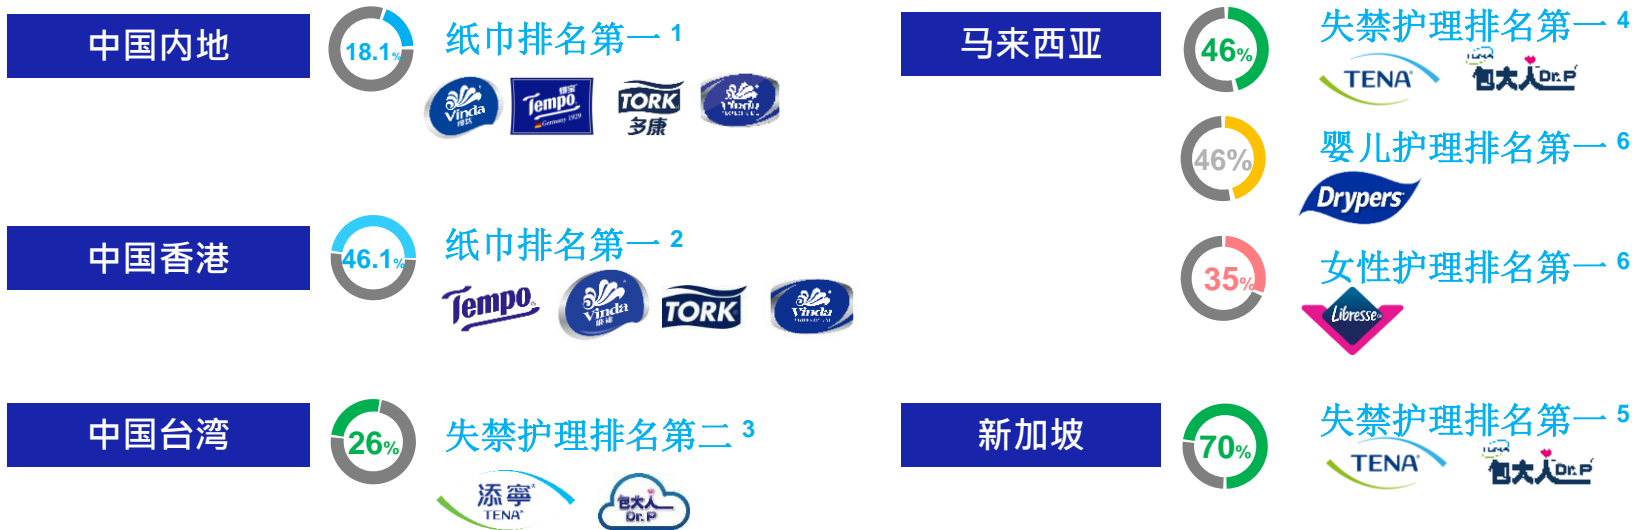 中国内地
18.1%
纸巾排名第一 1
Vinda
Tempo
Germany 1929
TORK
多康
Vinda
中国香港
46.1%
纸巾排名第一 2
Tempo
Vinda
TORK
Vinda
中国台湾
26%
失禁护理排名第二 3
添寧
TENA
包大人
Dr.P
马来西亚
46%
失禁护理排名第一 4
TENA
包大人 Dr.P
46%
婴儿护理排名第一 6
Drypers
35%
女性护理排名第一 6
Libresse
新加坡
70%
失禁护理排名第一 5
TENA
包大人 Dr.P